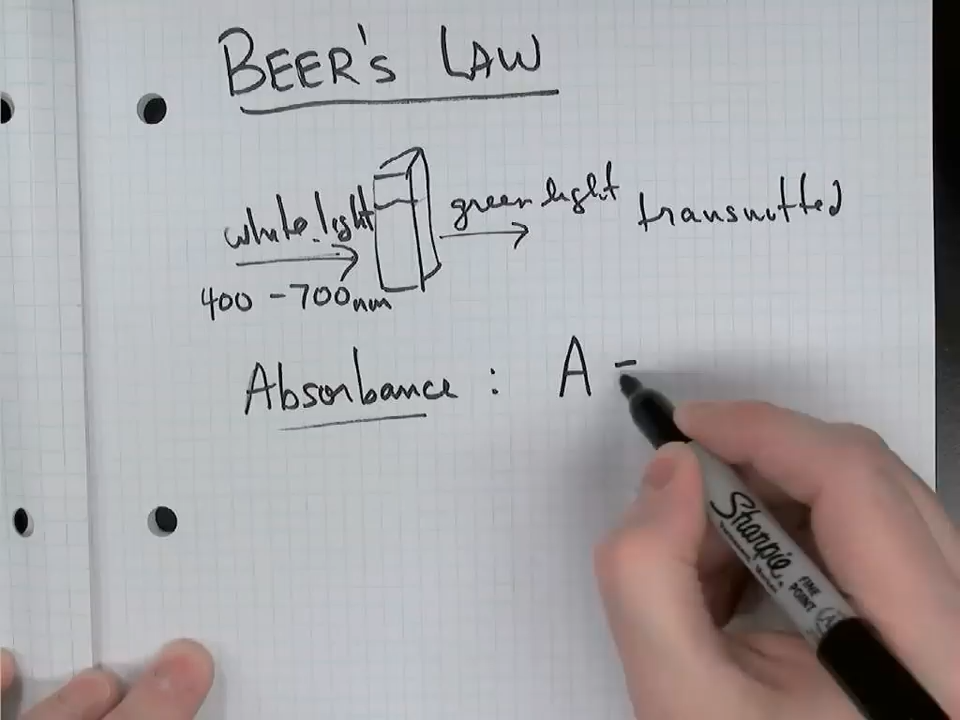 BEER'S LAW
white light green light transmitted
400 - 700nm
Absorbance : A =
Sharpie
FINE
POINT